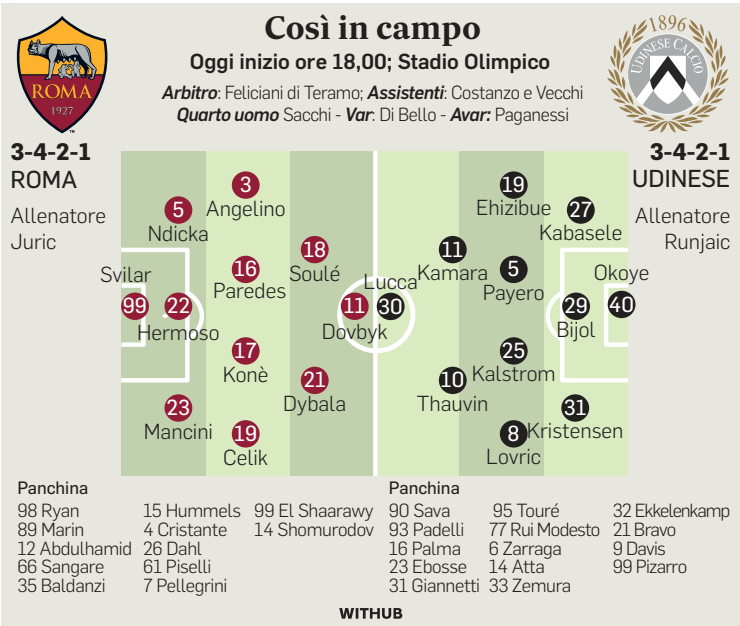 Così in campo
Oggi inizio ore 18,00; Stadio Olimpico
Arbitro: Feliciani di Teramo; Assistenti: Costanzo e Vecchi
Quarto uomo Sacchi - Var: Di Bello - Avar: Paganessi
ROMA
1927
1896
UDINESE CALCIO
3-4-2-1
ROMA
Allenatore
Juric
3-4-2-1
UDINESE
Allenatore
Runjaic
99
Svilar
5
Ndicka
22
Hermoso
23
Mancini
3
Angelino
16
Paredes
17
Konè
19
Celik
18
Soulé
21
Dybala
11
Dovbyk
30
Lucca
11
Kamara
10
Thauvin
19
Ehizibue
5
Payero
25
Kalstrom
8
Lovric
27
Kabasele
29
Bijol
31
Kristensen
40
Okoye
Panchina
98 Ryan
89 Marin
12 Abdulhamid
66 Sangare
35 Baldanzi
15 Hummels
4 Cristante
26 Dahl
61 Piselli
7 Pellegrini
99 El Shaarawy
14 Shomurodov
Panchina
90 Sava
93 Padelli
16 Palma
23 Ebosse
31 Giannetti
95 Touré
77 Rui Modesto
6 Zarraga
14 Atta
33 Zemura
32 Ekkelenkamp
21 Bravo
9 Davis
99 Pizarro
WITHUB